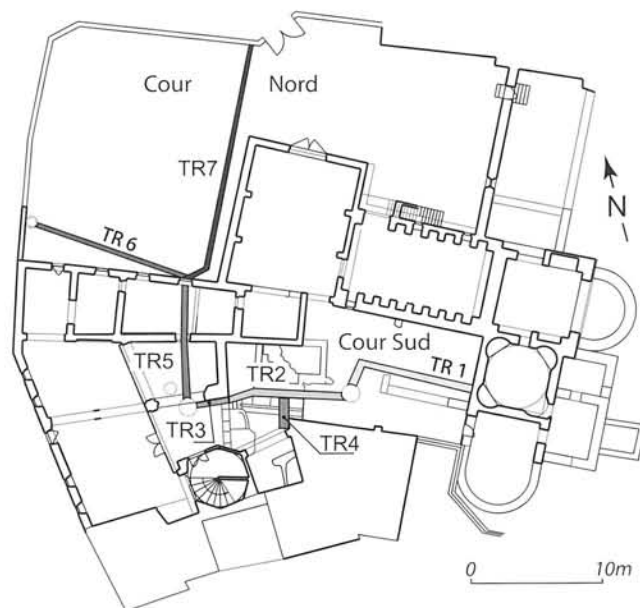 Cour Nord
TR7
TR 6
N
Cour Sud
TR5
TR2
TR 1
TR3
TR4
0 10m